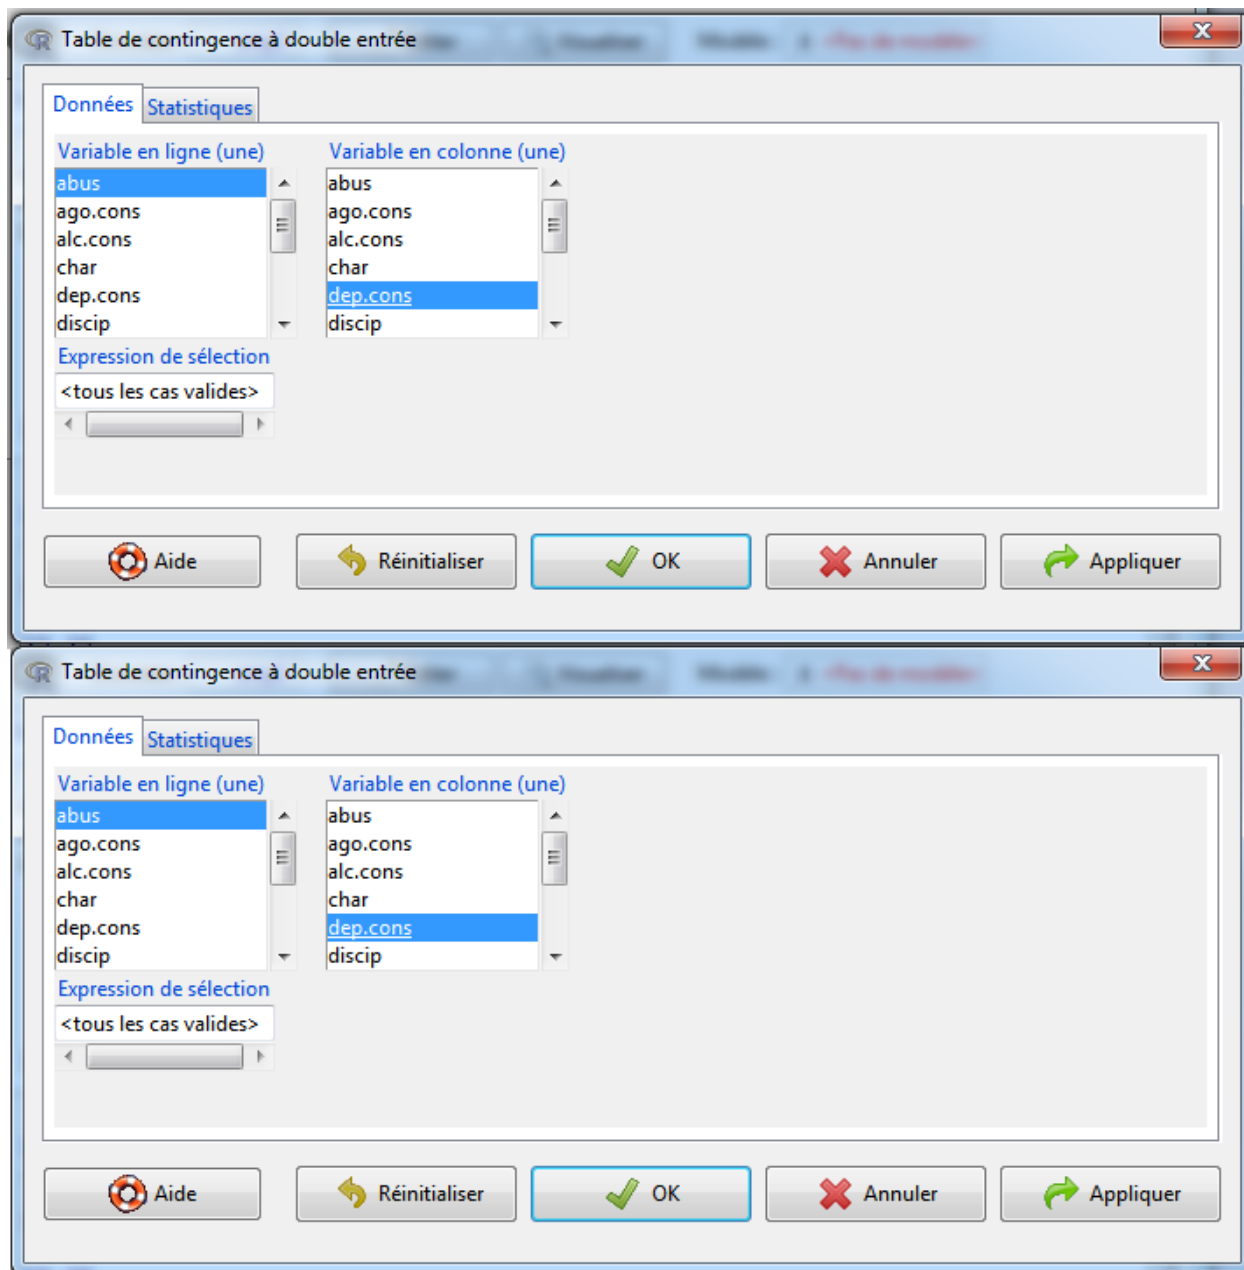 Table de contingence à double entrée
Données Statistiques
Variable en ligne (une) Variable en colonne (une)
abus abus
ago.cons ago.cons
alc.cons alc.cons
char char
dep.cons dep.cons
discip discip
Expression de sélection
<tous les cas valides>
Aide Réinitialiser OK Annuler Appliquer
Table de contingence à double entrée
Données Statistiques
Variable en ligne (une) Variable en colonne (une)
abus abus
ago.cons ago.cons
alc.cons alc.cons
char char
dep.cons dep.cons
discip discip
Expression de sélection
<tous les cas valides>
Aide Réinitialiser OK Annuler Appliquer